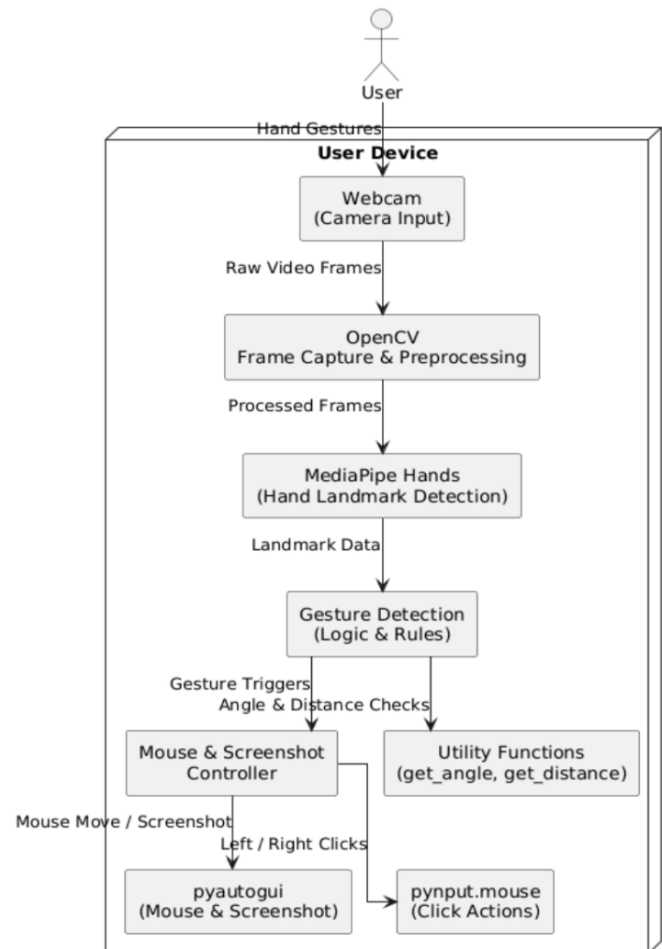 User
Hand Gestures
User Device
Webcam
(Camera Input)
Raw Video Frames
OpenCV
Frame Capture & Preprocessing
Processed Frames
MediaPipe Hands
(Hand Landmark Detection)
Landmark Data
Gesture Detection
(Logic & Rules)
Gesture Triggers
Angle & Distance Checks
Mouse & Screenshot
Controller
Utility Functions
(get_angle, get_distance)
Mouse Move / Screenshot
Left / Right Clicks
pyautogui
(Mouse & Screenshot)
pynput.mouse
(Click Actions)